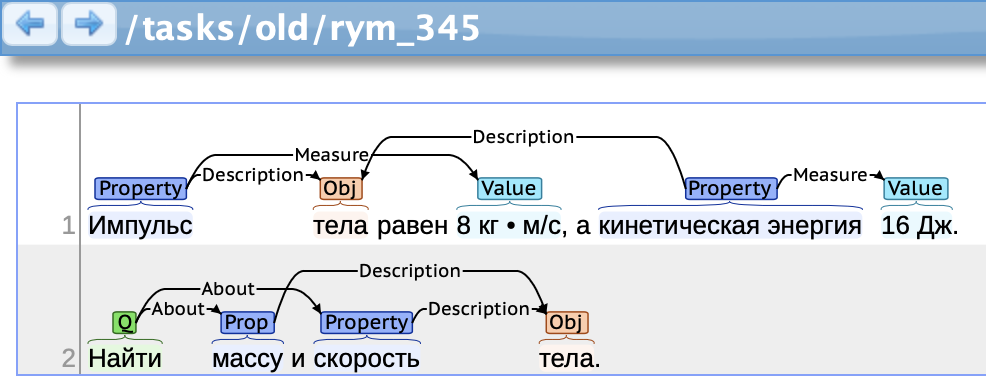 /tasks/old/rym_345
Description
Measure
Description
Measure
Property
Obj
Value
Property
Value
1 Импульс тела равен 8 кг • м/с, а кинетическая энергия 16 Дж.
Description
About
About
Description
Q
Prop
Property
Obj
2 Найти массу и скорость тела.